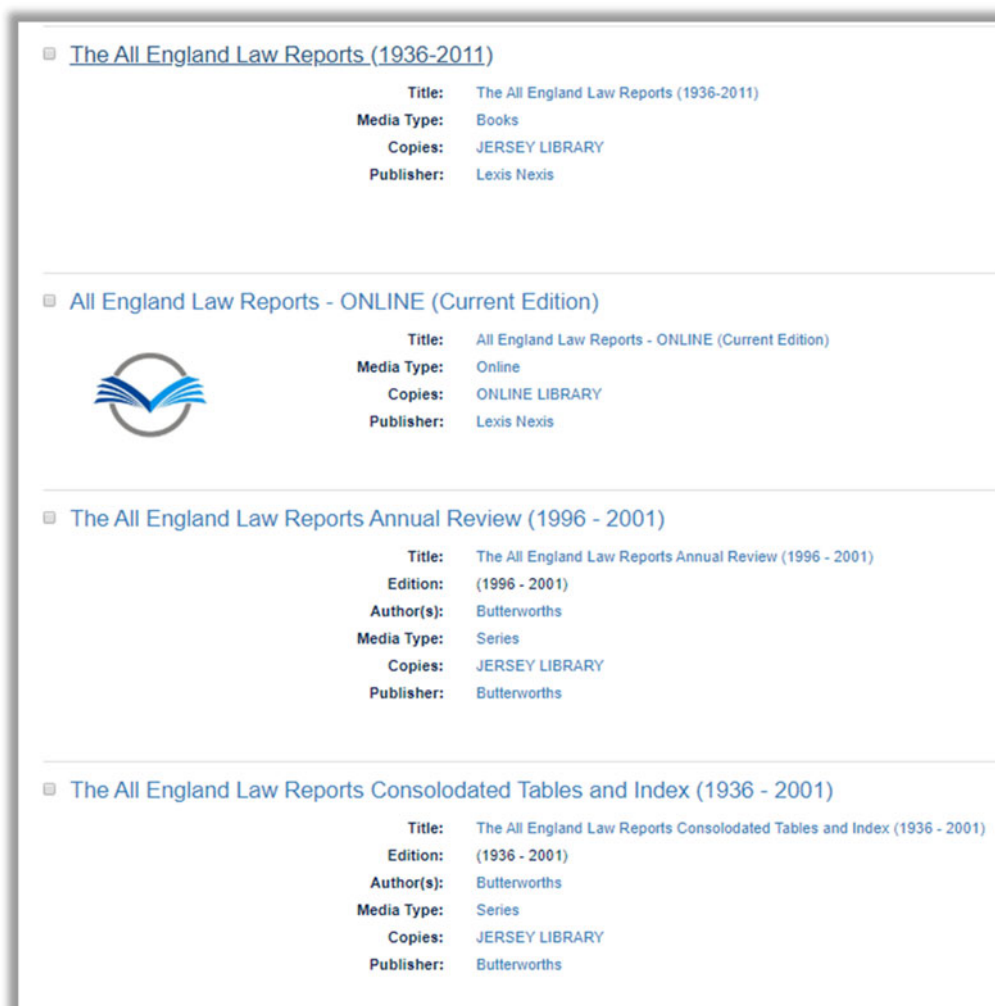 The All England Law Reports (1936-2011)
Title: The All England Law Reports (1936-2011)
Media Type: Books
Copies: JERSEY LIBRARY
Publisher: Lexis Nexis
All England Law Reports - ONLINE (Current Edition)
Title: All England Law Reports - ONLINE (Current Edition)
Media Type: Online
Copies: ONLINE LIBRARY
Publisher: Lexis Nexis
The All England Law Reports Annual Review (1996 - 2001)
Title: The All England Law Reports Annual Review (1996 - 2001)
Edition: (1996 - 2001)
Author(s): Butterworths
Media Type: Series
Copies: JERSEY LIBRARY
Publisher: Butterworths
The All England Law Reports Consolodated Tables and Index (1936 - 2001)
Title: The All England Law Reports Consolodated Tables and Index (1936 - 2001)
Edition: (1936 - 2001)
Author(s): Butterworths
Media Type: Series
Copies: JERSEY LIBRARY
Publisher: Butterworths